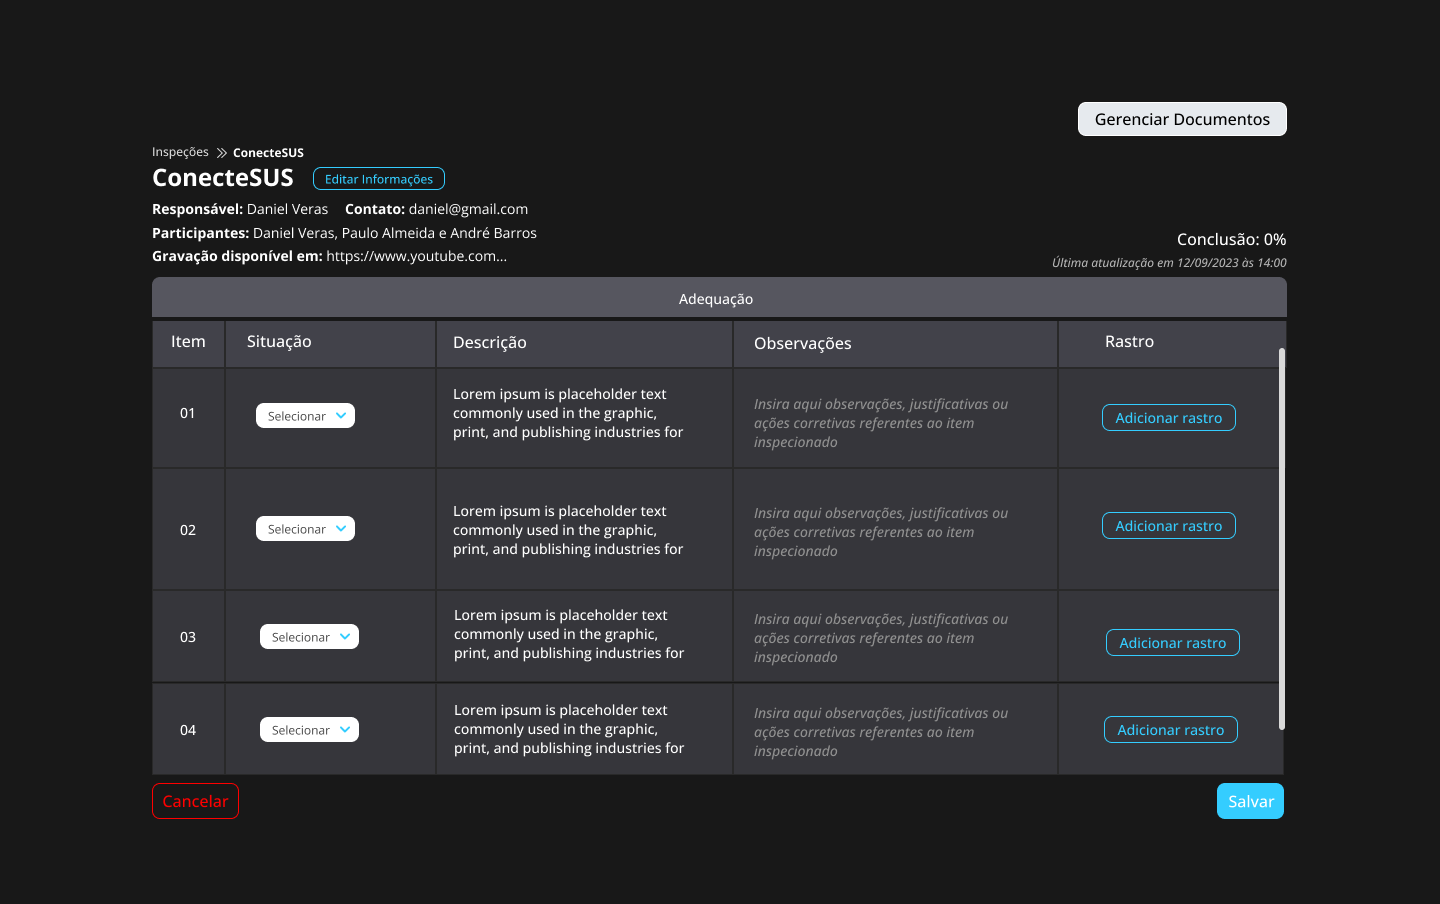 Gerenciar Documentos
Inspeções ConecteSUS
ConecteSUS Editar Informações
Responsável: Daniel Veras Contato: daniel@gmail.com
Participantes: Daniel Veras, Paulo Almeida e André Barros
Gravação disponível em: https://www.youtube.com...
Conclusão: 0%
Última atualização em 12/09/2023 às 14:00
Adequação
Item Situação Descrição Observações Rastro
01
Selecionar
Lorem ipsum is placeholder text
commonly used in the graphic,
print, and publishing industries for
Insira aqui observações, justificativas ou
ações corretivas referentes ao item
inspecionado
Adicionar rastro
02
Selecionar
Lorem ipsum is placeholder text
commonly used in the graphic,
print, and publishing industries for
Insira aqui observações, justificativas ou
ações corretivas referentes ao item
inspecionado
Adicionar rastro
03
Selecionar
Lorem ipsum is placeholder text
commonly used in the graphic,
print, and publishing industries for
Insira aqui observações, justificativas ou
ações corretivas referentes ao item
inspecionado
Adicionar rastro
04
Selecionar
Lorem ipsum is placeholder text
commonly used in the graphic,
print, and publishing industries for
Insira aqui observações, justificativas ou
ações corretivas referentes ao item
inspecionado
Adicionar rastro
Cancelar Salvar